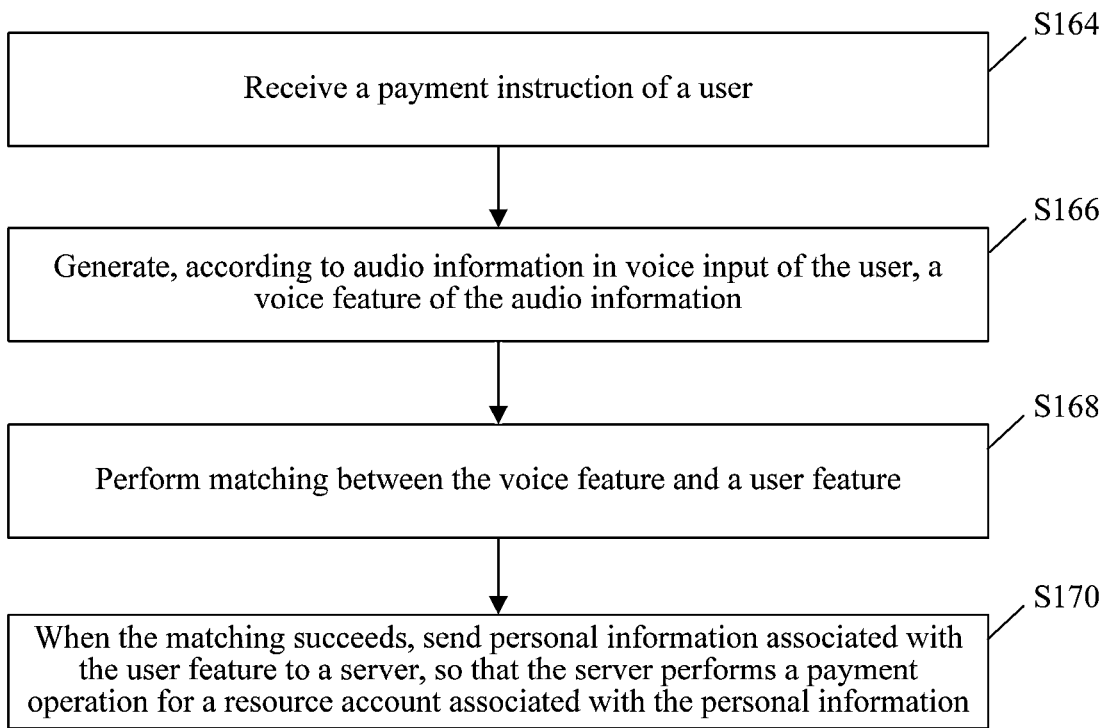 S164
Receive a payment instruction of a user
S166
Generate, according to audio information in voice input of the user, a
voice feature of the audio information
S168
Perform matching between the voice feature and a user feature
S170
When the matching succeeds, send personal information associated with
the user feature to a server, so that the server performs a payment
operation for a resource account associated with the personal information